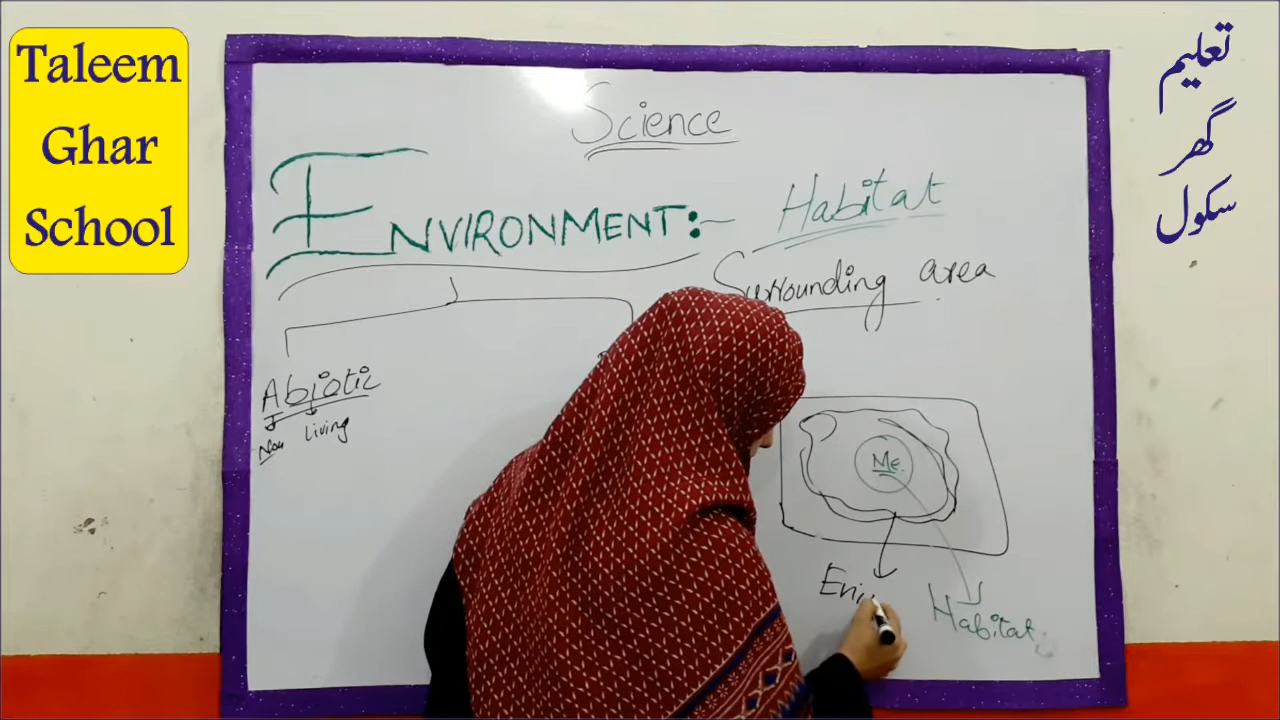 Taleem
Ghar
School
تعلیم
گھر
سکول
Science
ENVIRONMENT:-
Habitat
Surrounding area
Abiotic
Non Living
Me.
Habitat